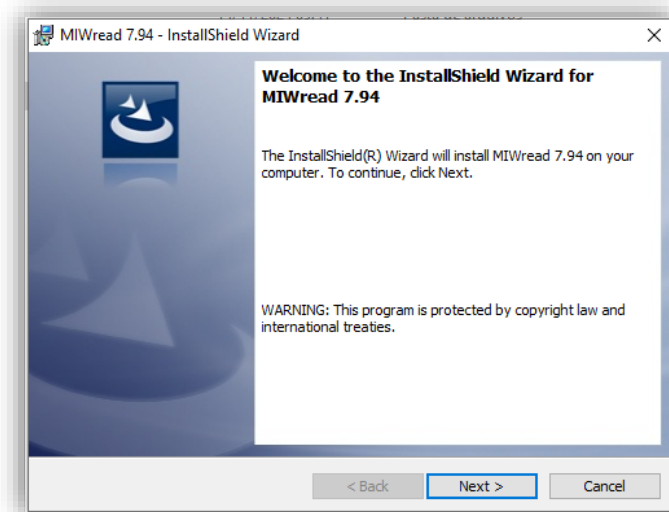 MIWread 7.94 - InstallShield Wizard
Welcome to the InstallShield Wizard for
MIWread 7.94
The InstallShield(R) Wizard will install MIWread 7.94 on your
computer. To continue, click Next.
WARNING: This program is protected by copyright law and
international treaties.
< Back
Next >
Cancel